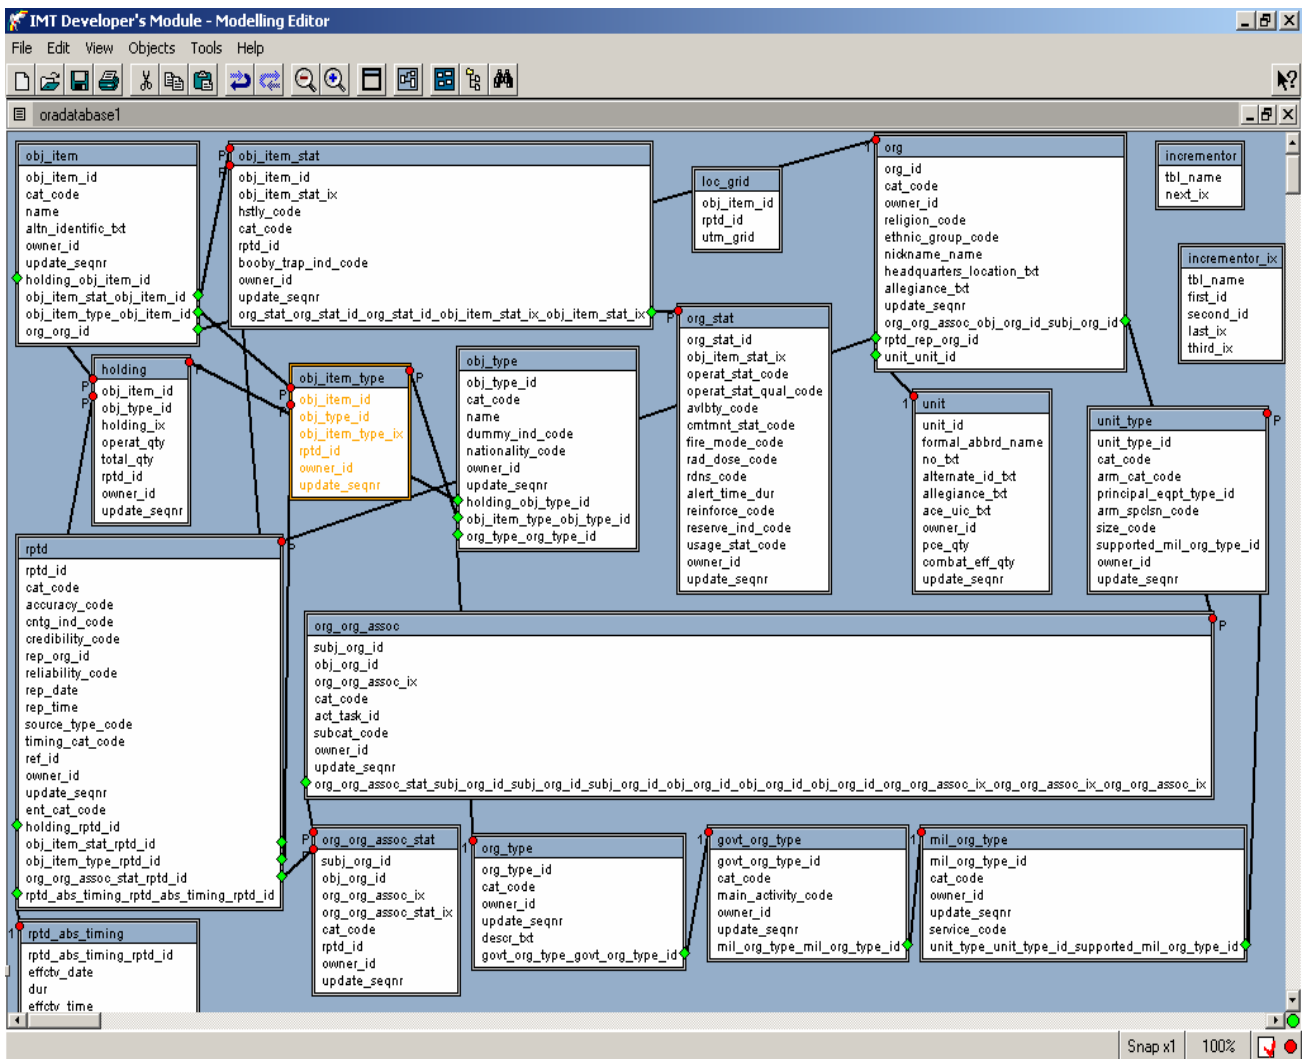 IMT Developer's Module - Modelling Editor
File Edit View Objects Tools Help
oradatabase1
obj_item
obj_item_id
cat_code
name
altn_identific_txt
owner_id
update_seqnr
holding_obj_item_id
obj_item_stat_obj_item_id
obj_item_type_obj_item_id
org_org_id
P
P
obj_item_stat
obj_item_id
obj_item_stat_ix
hstly_code
cat_code
rptd_id
booby_trap_ind_code
owner_id
update_seqnr
org_stat_org_stat_id_org_stat_id_obj_item_stat_ix_obj_item_stat_ix
loc_grid
obj_item_id
rptd_id
utm_grid
1
org
org_id
cat_code
owner_id
religion_code
ethnic_group_code
nickname_name
headquarters_location_txt
allegiance_txt
update_seqnr
org_org_assoc_obj_org_id_subj_org_id
rptd_rep_org_id
unit_unit_id
incrementor
tbl_name
next_ix
incrementor_ix
tbl_name
first_id
second_id
last_ix
third_ix
P
P
holding
P
obj_item_id
obj_type_id
holding_ix
operat_qty
total_qty
rptd_id
owner_id
update_seqnr
P
P
obj_item_type
P
obj_item_id
obj_type_id
obj_item_type_ix
rptd_id
owner_id
update_seqnr
obj_type
obj_type_id
cat_code
name
dummy_ind_code
nationality_code
owner_id
update_seqnr
holding_obj_type_id
obj_item_type_obj_type_id
org_type_org_type_id
P
org_stat
org_stat_id
obj_item_stat_ix
operat_stat_code
operat_stat_qual_code
avlbty_code
cmtmnt_stat_code
fire_mode_code
rad_dose_code
rdns_code
alert_time_dur
reinforce_code
reserve_ind_code
usage_stat_code
owner_id
update_seqnr
1
unit
unit_id
formal_abbrd_name
no_txt
alternate_id_txt
allegiance_txt
ace_uic_txt
owner_id
pce_qty
combat_eff_qty
update_seqnr
unit_type
P
unit_type_id
cat_code
arm_cat_code
principal_eqpt_type_id
arm_spclsn_code
size_code
supported_mil_org_type_id
owner_id
update_seqnr
rptd
P
rptd_id
cat_code
accuracy_code
cntg_ind_code
credibility_code
rep_org_id
reliability_code
rep_date
rep_time
source_type_code
timing_cat_code
ref_id
owner_id
update_seqnr
ent_cat_code
holding_rptd_id
obj_item_stat_rptd_id
obj_item_type_rptd_id
org_org_assoc_stat_rptd_id
rptd_abs_timing_rptd_abs_timing_rptd_id
org_org_assoc
P
subj_org_id
obj_org_id
org_org_assoc_ix
cat_code
act_task_id
subcat_code
owner_id
update_seqnr
org_org_assoc_stat_subj_org_id_subj_org_id_subj_org_id_obj_org_id_obj_org_id_obj_org_id_org_org_assoc_ix_org_org_assoc_ix_org_org_assoc_ix
P
P
org_org_assoc_stat
subj_org_id
obj_org_id
org_org_assoc_ix
org_org_assoc_stat_ix
cat_code
rptd_id
owner_id
update_seqnr
1
org_type
org_type_id
cat_code
owner_id
update_seqnr
descr_txt
govt_org_type_govt_org_type_id
1
govt_org_type
govt_org_type_id
cat_code
main_activity_code
owner_id
update_seqnr
mil_org_type_mil_org_type_id
1
mil_org_type
mil_org_type_id
cat_code
owner_id
update_seqnr
service_code
unit_type_unit_type_id_supported_mil_org_type_id
1
rptd_abs_timing
rptd_abs_timing_rptd_id
effctv_date
dur
effctv_time
Snap x1 100%